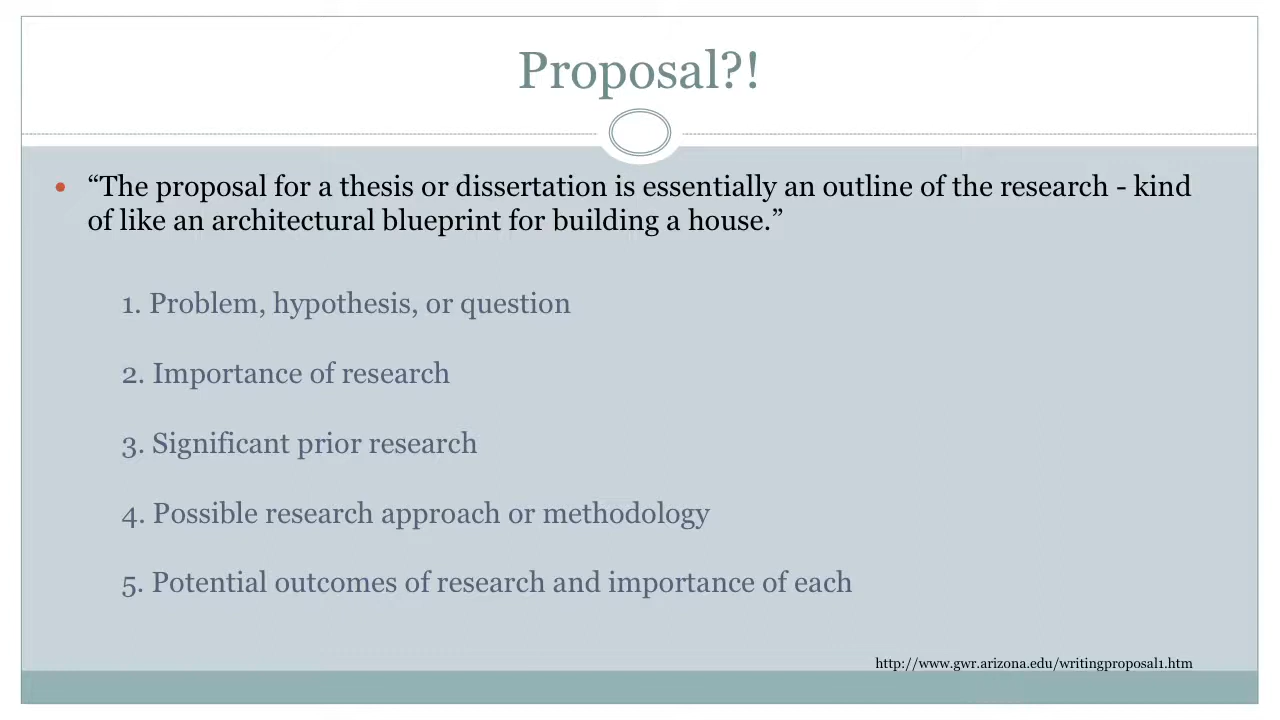 Proposal?!
“The proposal for a thesis or dissertation is essentially an outline of the research - kind
of like an architectural blueprint for building a house.”
1. Problem, hypothesis, or question
2. Importance of research
3. Significant prior research
4. Possible research approach or methodology
5. Potential outcomes of research and importance of each
http://www.gwr.arizona.edu/writingproposal1.htm